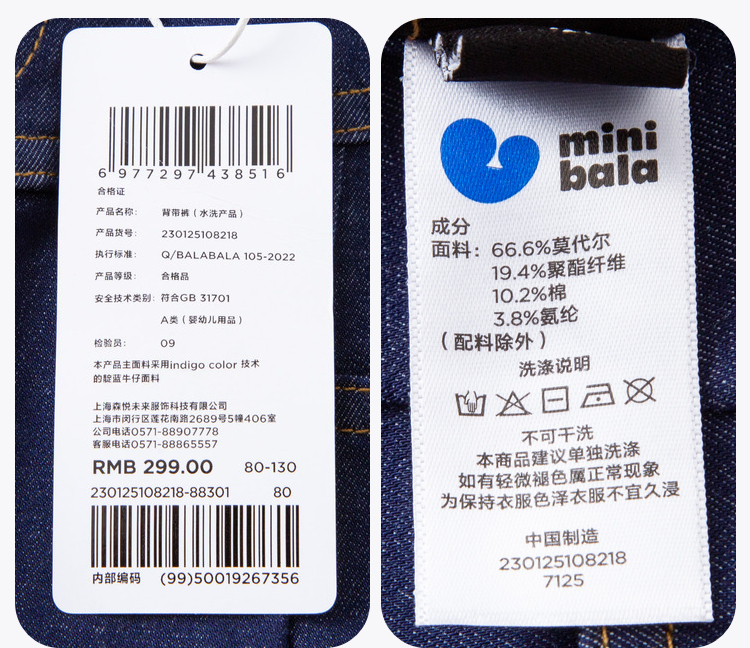 6 977297 438516
合格证
产品名称: 背带裤（水洗产品）
产品货号: 230125108218
执行标准: Q/BALABALA 105-2022
产品等级: 合格品
安全技术类别: 符合GB 31701
A类（婴幼儿用品）
检验员: 09
本产品主面料采用indigo color 技术
的靛蓝牛仔面料
上海森悦未来服饰科技有限公司
上海市闵行区莲花南路2689号5幢406室
公司电话0571-88907778
客服电话0571-88865557
RMB 299.00 80-130
230125108218-88301 80
内部编码 (99)50019267356
mini
bala
成分
面料: 66.6%莫代尔
19.4%聚酯纤维
10.2%棉
3.8%氨纶
（配料除外）
洗涤说明
不可干洗
本商品建议单独洗涤
如有轻微褪色属正常现象
为保持衣服色泽衣服不宜久浸
中国制造
230125108218
7125